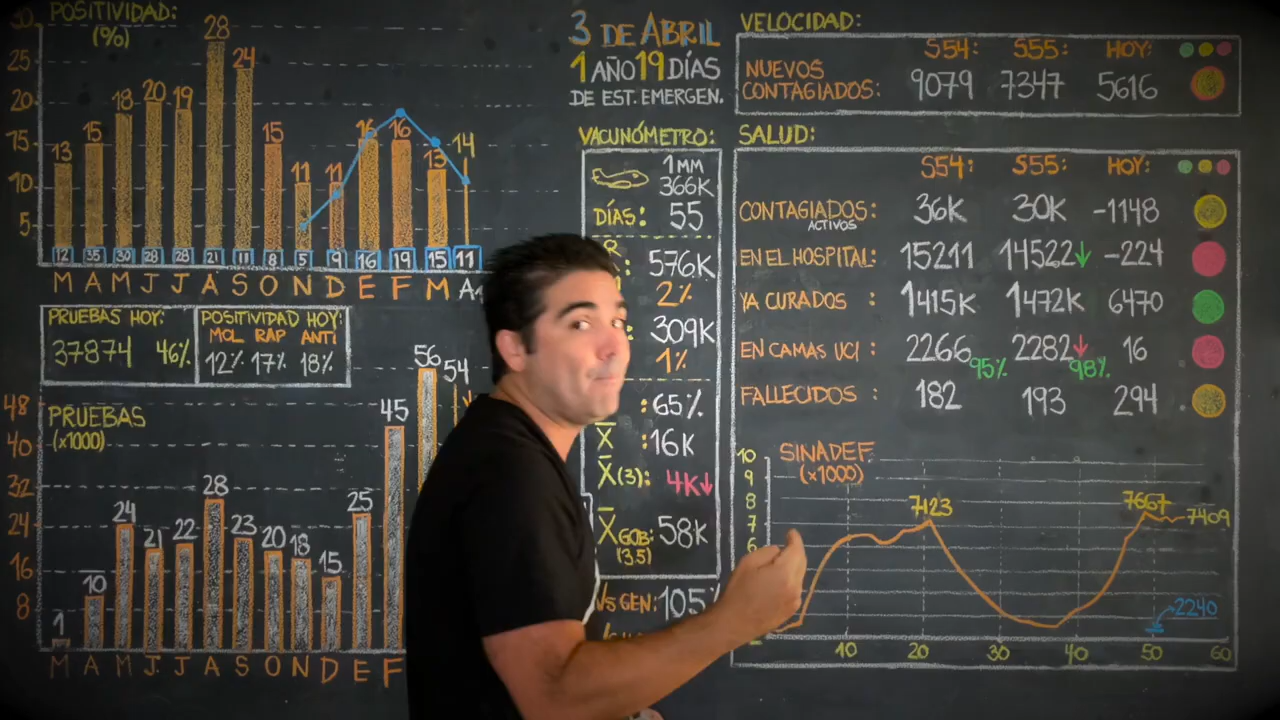 POSITIVIDAD:
(%)
30
25
20
15
10
5
13 15 18 20 19 28 24 15 11 11 16 16 13 14
12 35 30 28 28 21 11 8 5 9 16 19 15 11
M A M J J A S O N D E F M A
PRUEBAS HOY:
37874 46%
POSITIVIDAD HOY:
MOL RAP ANTI
12% 17% 18%
PRUEBAS
(x1000)
48
40
32
24
16
8
1 10 24 21 22 28 23 20 18 15 25 45 56 54
M A M J J A S O N D E F
3 DE ABRIL
1 AÑO 19 DÍAS
DE EST. EMERGEN.
VACUNÓMETRO:
1MM
366K
DÍAS: 55
576K
2%
309K
1%
:65%
X :16K
X(3): 4K
X GOB: 58K
(3.5)
VS GEN: 105%
VELOCIDAD:
S54: S55: HOY:
NUEVOS
CONTAGIADOS: 9079 7347 5616
SALUD:
S54: S55: HOY:
CONTAGIADOS: 36K 30K -1148
ACTIVOS
EN EL HOSPITAL: 15211 14522 -224
YA CURADOS : 1415K 1472K 6470
EN CAMAS UCI : 2266 95% 2282 98% 16
FALLECIDOS : 182 193 294
SINADEF
(x1000)
10
9
8
7
6
7123 7667 7409
2240
10 20 30 40 50 60